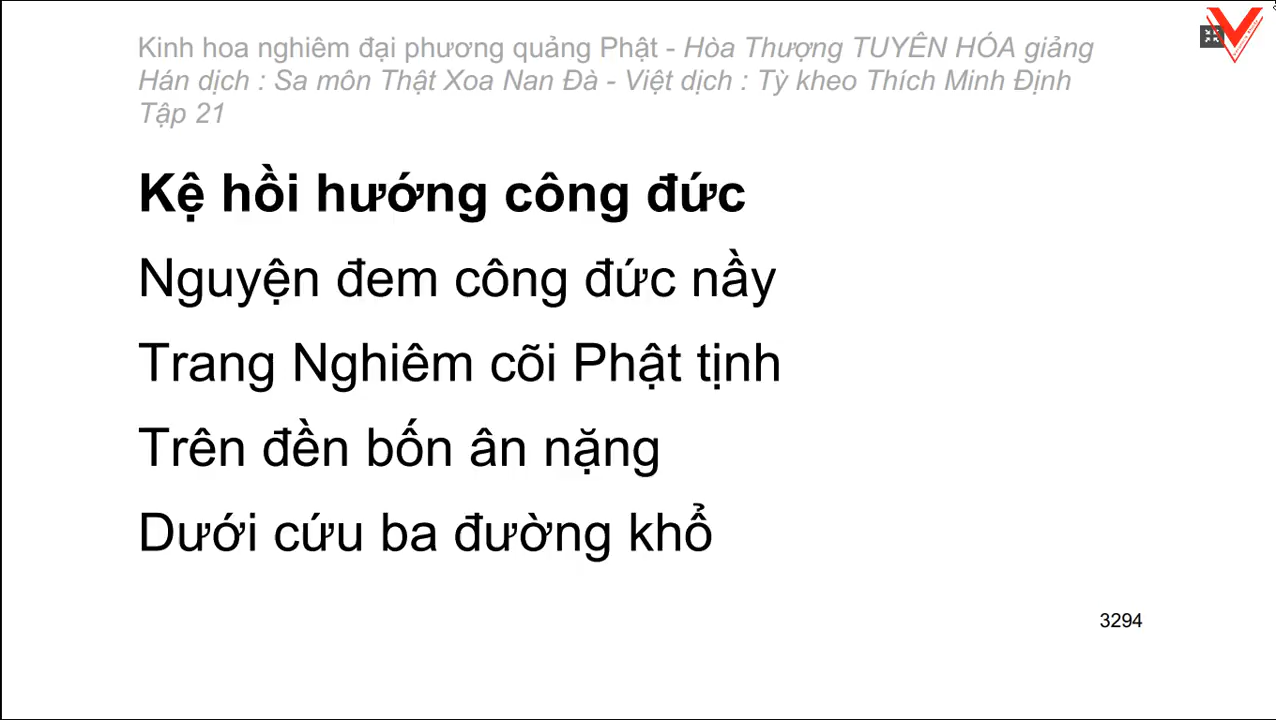 Kinh hoa nghiêm đại phương quảng Phật - Hòa Thượng TUYÊN HÓA giảng
Hán dịch : Sa môn Thật Xoa Nan Đà - Việt dịch : Tỳ kheo Thích Minh Định
Tập 21
Kệ hồi hướng công đức
Nguyện đem công đức nầy
Trang Nghiêm cõi Phật tịnh
Trên đền bốn ân nặng
Dưới cứu ba đường khổ
3294